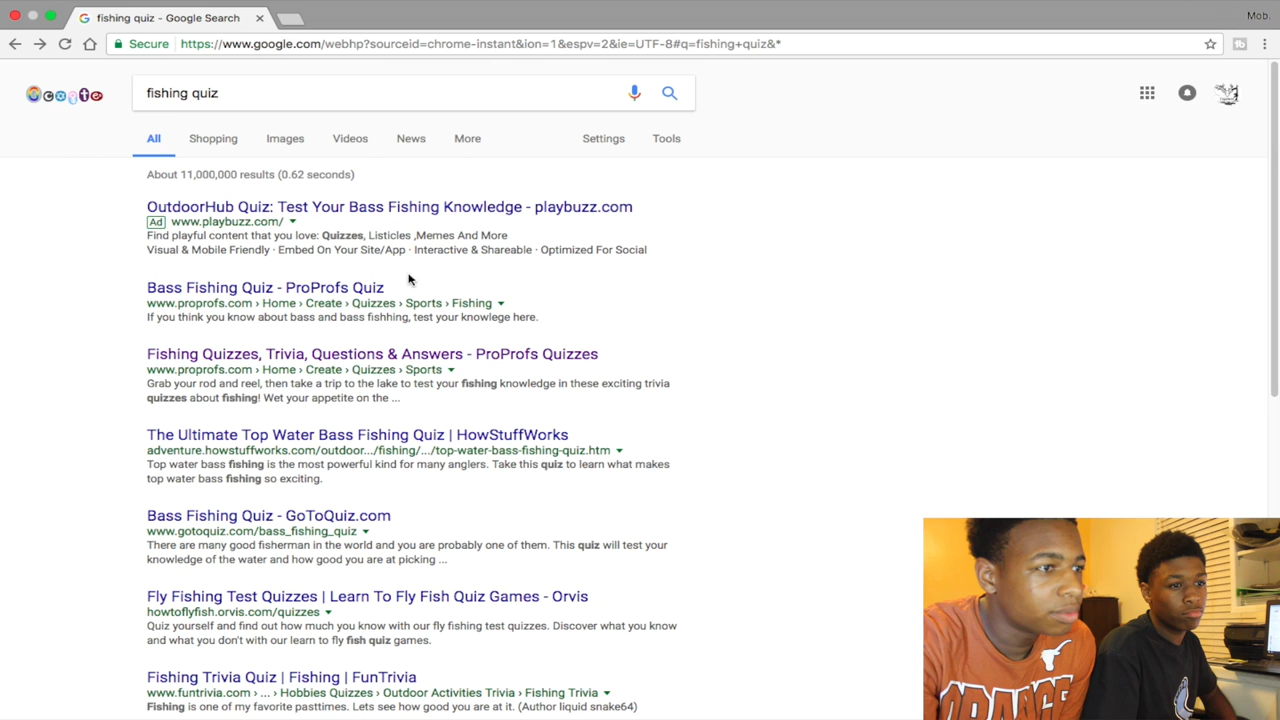 fishing quiz - Google Search
Mob.
Secure https://www.google.com/webhp?sourceid=chrome-instant&ion=1&espv=2&ie=UTF-8#q=fishing+quiz&*
fishing quiz
All Shopping Images Videos News More Settings Tools
About 11,000,000 results (0.62 seconds)
OutdoorHub Quiz: Test Your Bass Fishing Knowledge - playbuzz.com
Ad www.playbuzz.com/
Find playful content that you love: Quizzes, Listicles ,Memes And More
Visual & Mobile Friendly · Embed On Your Site/App · Interactive & Shareable · Optimized For Social
Bass Fishing Quiz - ProProfs Quiz
www.proprofs.com › Home › Create › Quizzes › Sports › Fishing
If you think you know about bass and bass fishhing, test your knowlege here.
Fishing Quizzes, Trivia, Questions & Answers - ProProfs Quizzes
www.proprofs.com › Home › Create › Quizzes › Sports
Grab your rod and reel, then take a trip to the lake to test your fishing knowledge in these exciting trivia
quizzes about fishing! Wet your appetite on the ...
The Ultimate Top Water Bass Fishing Quiz | HowStuffWorks
adventure.howstuffworks.com/outdoor.../fishing/.../top-water-bass-fishing-quiz.htm
Top water bass fishing is the most powerful kind for many anglers. Take this quiz to learn what makes
top water bass fishing so exciting.
Bass Fishing Quiz - GoToQuiz.com
www.gotoquiz.com/bass_fishing_quiz
There are many good fisherman in the world and you are probably one of them. This quiz will test your
knowledge of the water and how good you are at picking ...
Fly Fishing Test Quizzes | Learn To Fly Fish Quiz Games - Orvis
howtoflyfish.orvis.com/quizzes
Quiz yourself and find out how much you know with our fly fishing test quizzes. Discover what you know
and what you don't with our learn to fly fish quiz games.
Fishing Trivia Quiz | Fishing | FunTrivia
www.funtrivia.com › ... › Hobbies Quizzes › Outdoor Activities Trivia › Fishing Trivia
Fishing is one of my favorite pasttimes. Lets see how good you are at it. (Author liquid snake64)